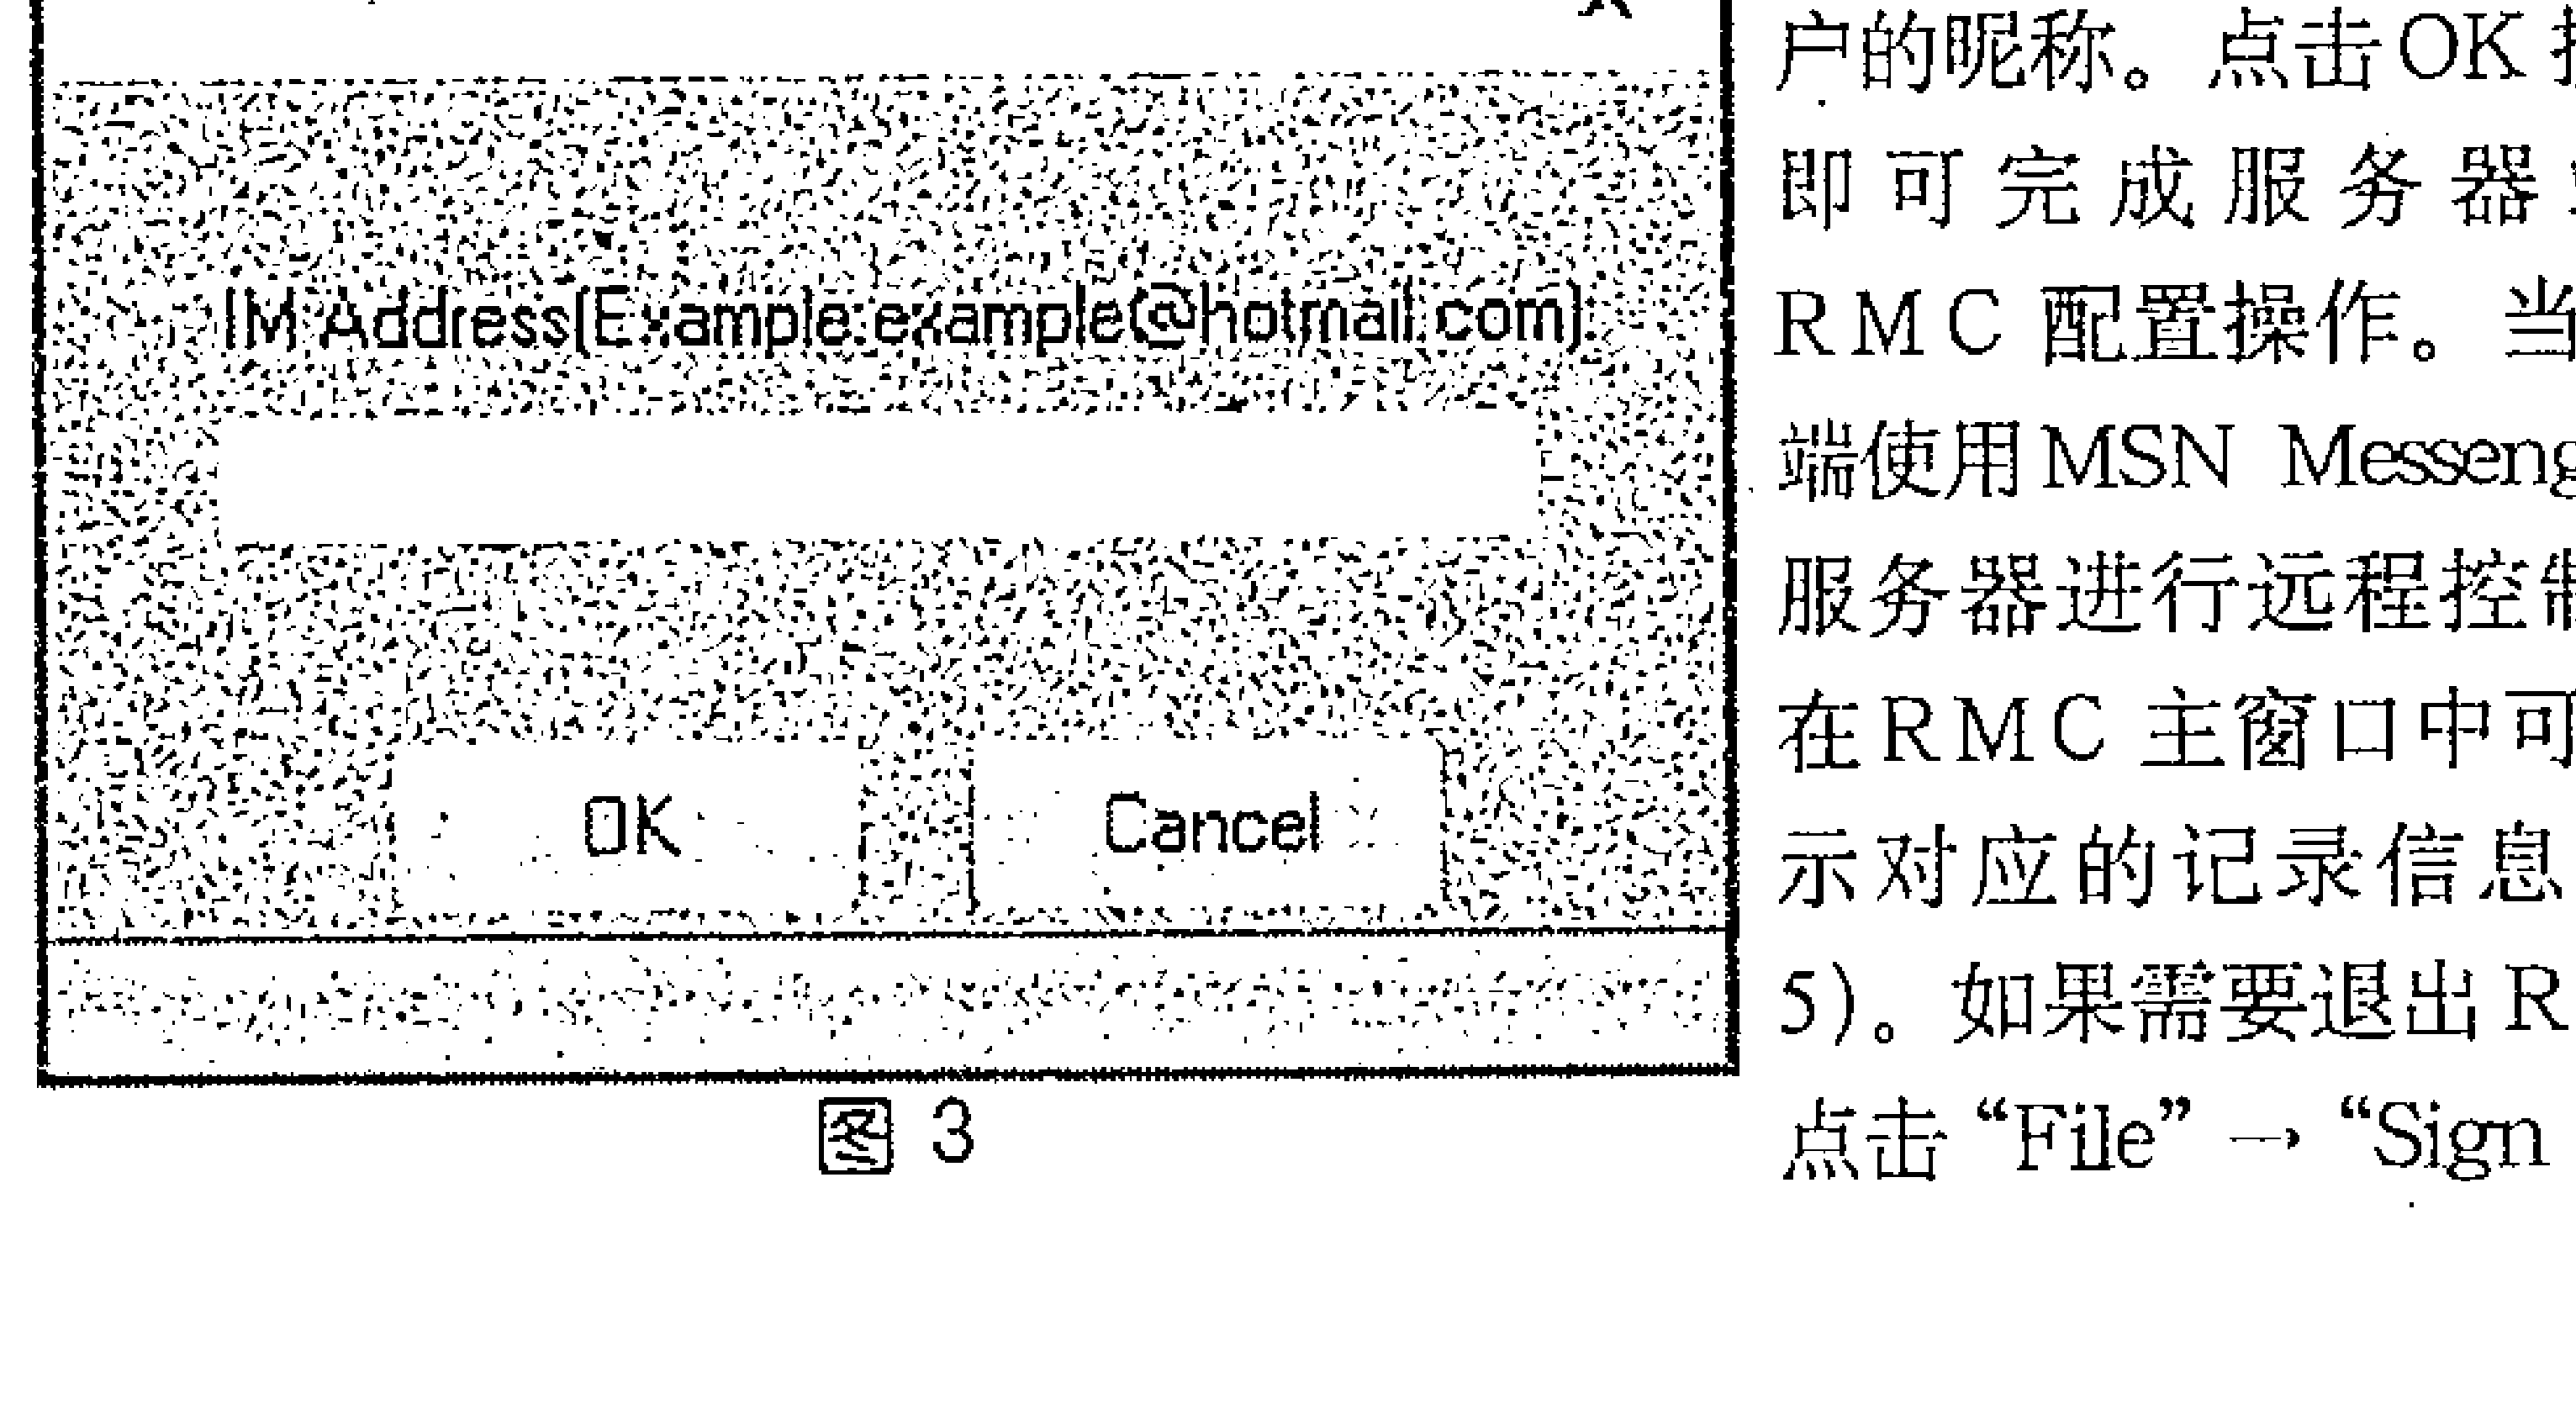 IM Address(Example:example@hotmail.com):
OK
Cancel
图 3
户的昵称。点击OK
即可完成服务器
RMC 配置操作。当
端使用MSN Messeng
服务器进行远程控制
在RMC 主窗口中可
示对应的记录信息
5)。如果需要退出R
点击“File”→“Sign